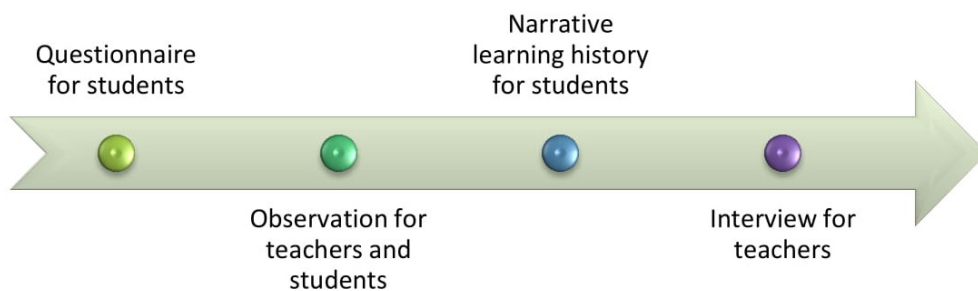 Questionnaire
for students
Observation for
teachers and
students
Narrative
learning history
for students
Interview for
teachers